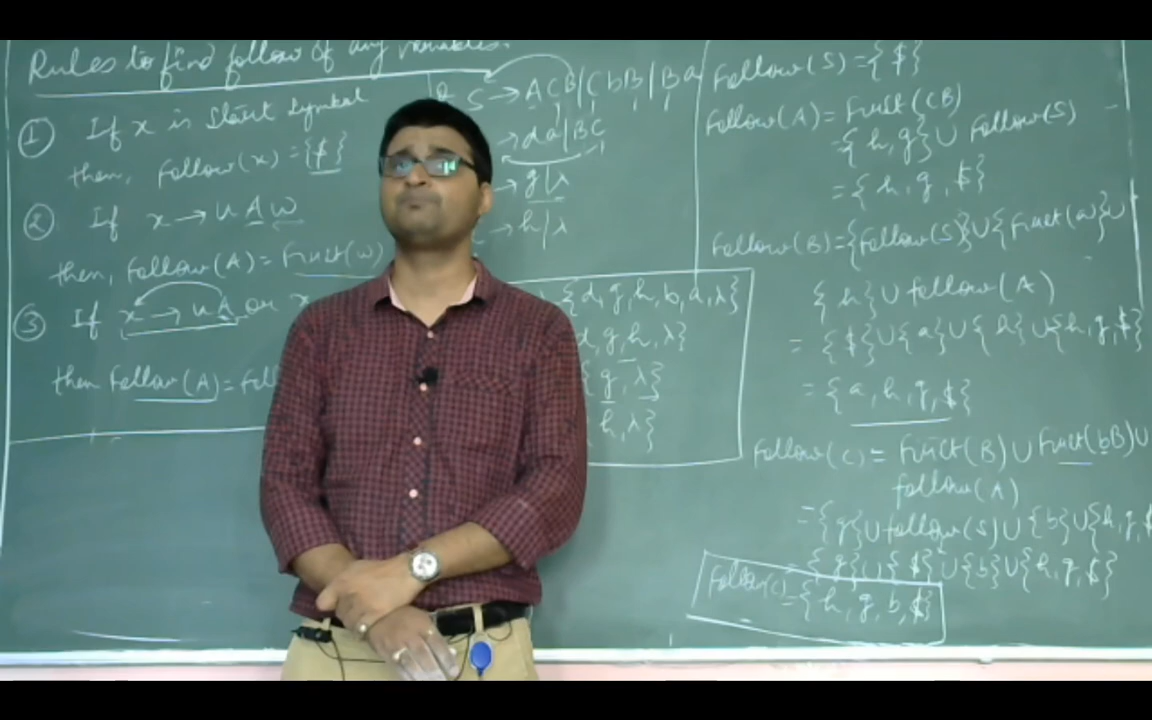 Rules to find follow of any variables.
① If x is start symbol
then, Follow(x) = {$}
② If x → u A w
then, Follow(A) = First(w)
③ If x → u A or x
then Follow(A) = Foll
S → ACB | CbB | Ba
→ da | BC
→ g | λ
→ h | λ
{d, g, h, b, a, λ}
d, g, h, λ}
{g, λ}
h, λ}
Follow(S) = {$}
Follow(A) = First(CB)
= {h, g} ∪ Follow(S)
= {h, g, $}
Follow(B) = {Follow(S)} ∪ {First(a)} ∪
{h} ∪ follow(A)
= {$} ∪ {a} ∪ {h} ∪ {h, g, $}
= {a, h, g, $}
Follow(C) = First(B) ∪ First(bB) ∪
follow(A)
= {g} ∪ follow(S) ∪ {b} ∪ {h, g, $
= {g} ∪ {$} ∪ {b} ∪ {h, g, $}
Follow(C) = {h, g, b, $}